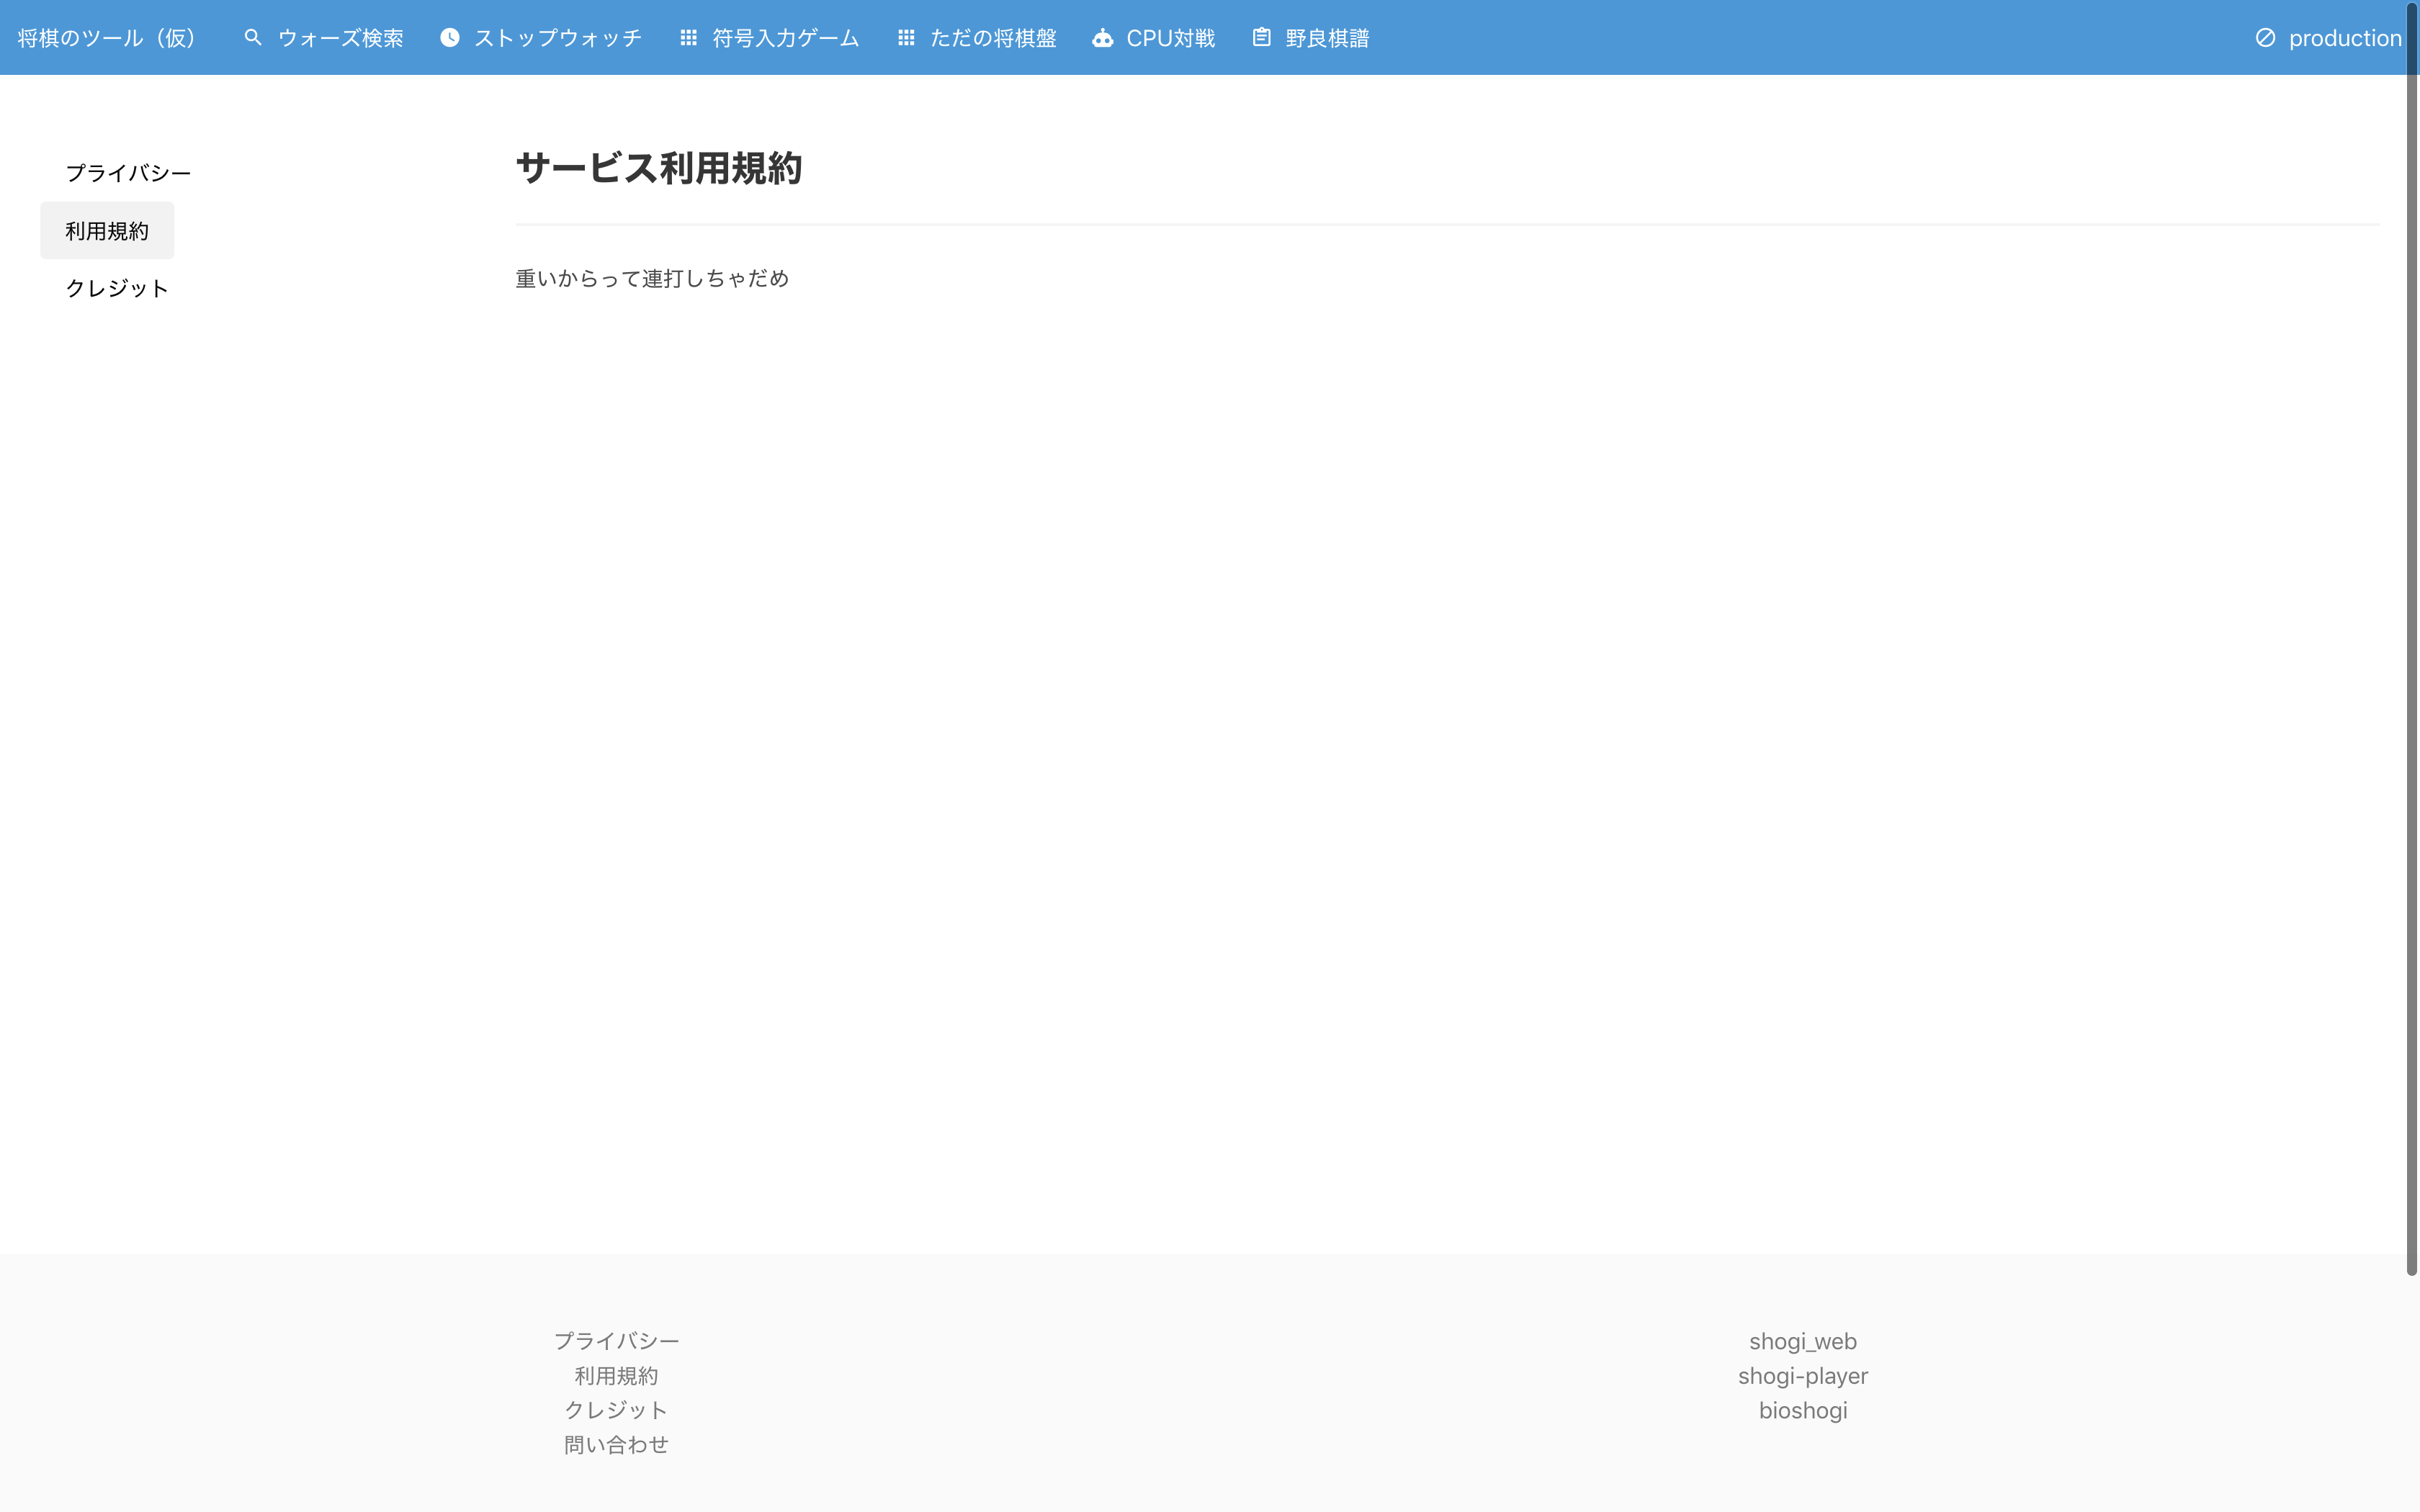 将棋のツール（仮） ウォーズ検索 ストップウォッチ 符号入力ゲーム ただの将棋盤 CPU対戦 野良棋譜 production
プライバシー
利用規約
クレジット
サービス利用規約
重いからって連打しちゃだめ
プライバシー
利用規約
クレジット
問い合わせ
shogi_web
shogi-player
bioshogi